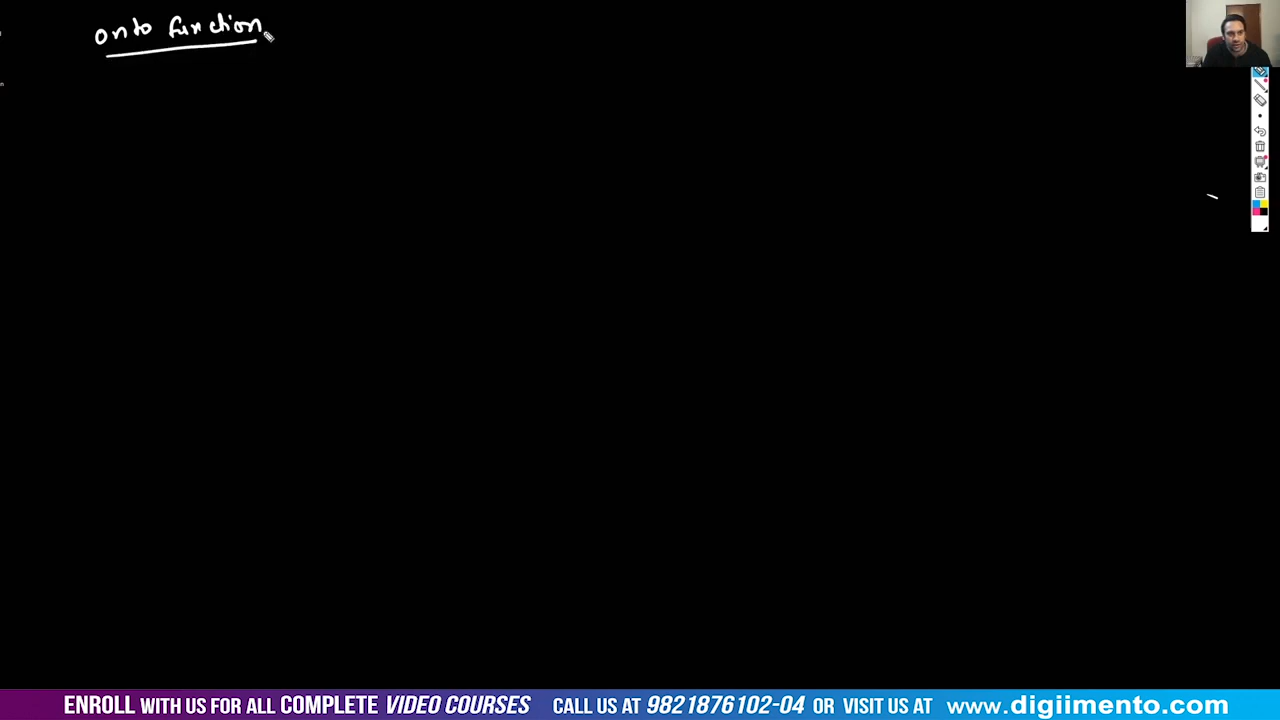 onto function
ENROLL WITH US FOR ALL COMPLETE VIDEO COURSES CALL US AT 9821876102-04 OR VISIT US AT www.digiimento.com